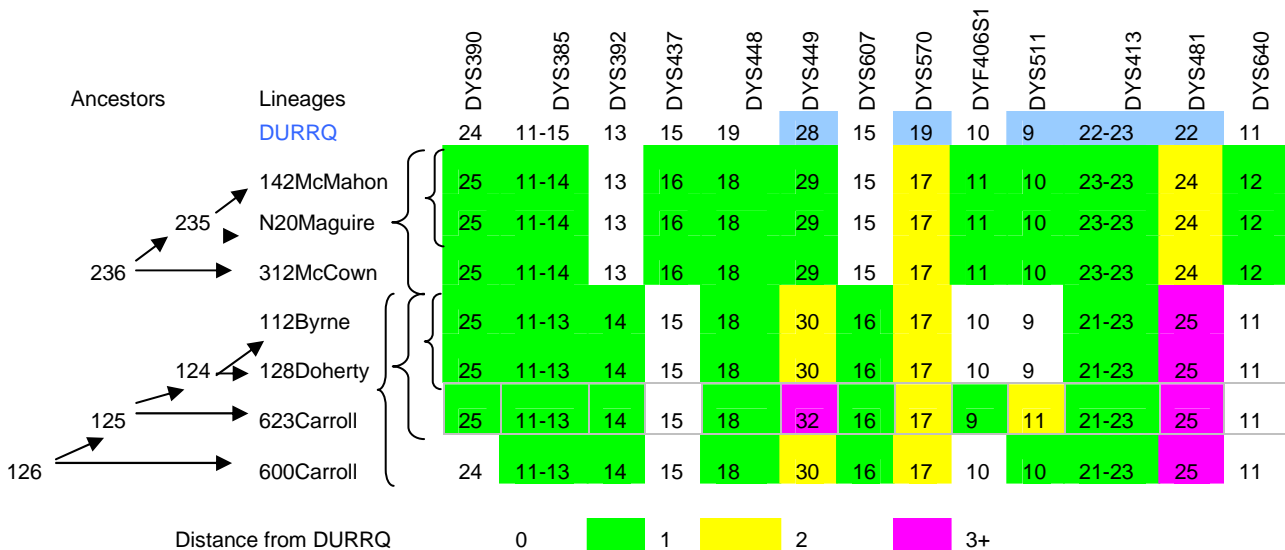 DYS390 DYS385 DYS392 DYS437 DYS448 DYS449 DYS607 DYS570 DYF406S1 DYS511 DYS413 DYS481 DYS640
Ancestors Lineages
DURRQ 24 11-15 13 15 19 28 15 19 10 9 22-23 22 11
142McMahon 25 11-14 13 16 18 29 15 17 11 10 23-23 24 12
235 N20Maguire 25 11-14 13 16 18 29 15 17 11 10 23-23 24 12
236 312McCown 25 11-14 13 16 18 29 15 17 11 10 23-23 24 12
112Byrne 25 11-13 14 15 18 30 16 17 10 9 21-23 25 11
124 128Doherty 25 11-13 14 15 18 30 16 17 10 9 21-23 25 11
125 623Carroll 25 11-13 14 15 18 32 16 17 9 11 21-23 25 11
126 600Carroll 24 11-13 14 15 18 30 16 17 10 10 21-23 25 11
Distance from DURRQ 0 1 2 3+